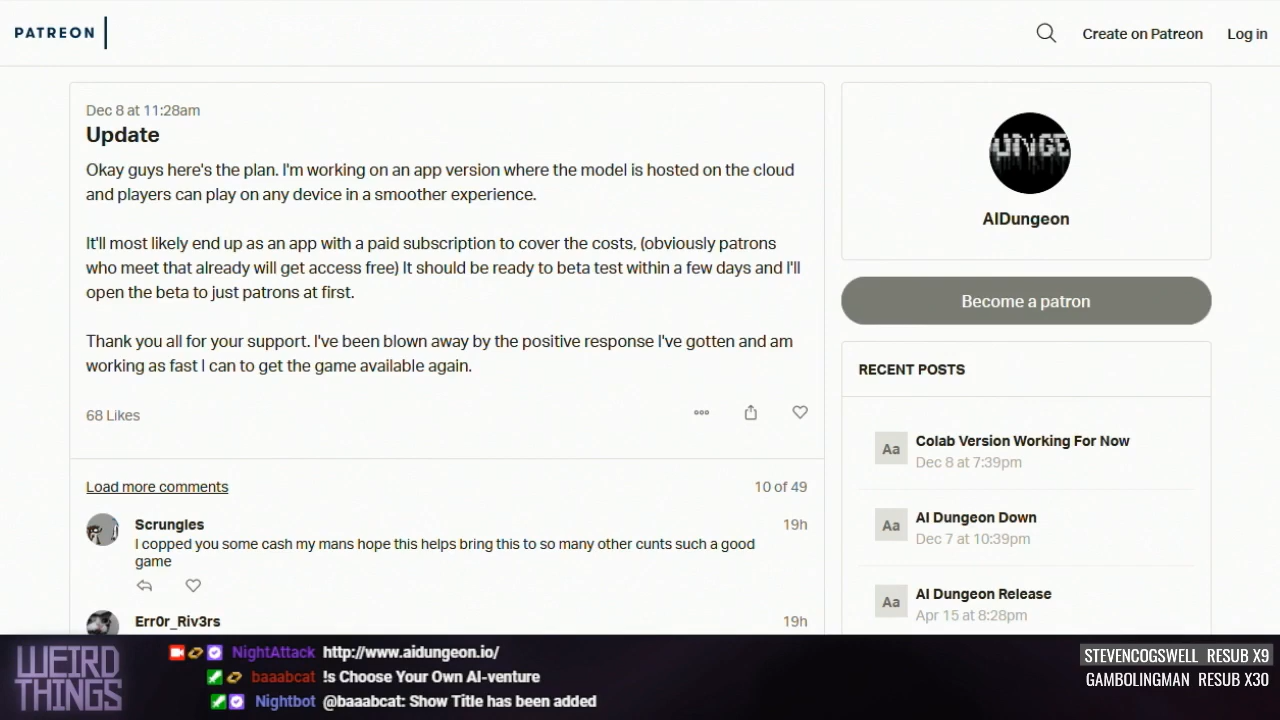 PATREON
Create on Patreon
Log in
Dec 8 at 11:28am
Update
Okay guys here's the plan. I'm working on an app version where the model is hosted on the cloud
and players can play on any device in a smoother experience.
It'll most likely end up as an app with a paid subscription to cover the costs, (obviously patrons
who meet that already will get access free) It should be ready to beta test within a few days and I'll
open the beta to just patrons at first.
Thank you all for your support. I've been blown away by the positive response I've gotten and am
working as fast I can to get the game available again.
68 Likes
Load more comments
10 of 49
Scrungles
19h
I copped you some cash my mans hope this helps bring this to so many other cunts such a good
game
Err0r_Riv3rs
19h
UNGE
AIDungeon
Become a patron
RECENT POSTS
Aa
Colab Version Working For Now
Dec 8 at 7:39pm
Aa
AI Dungeon Down
Dec 7 at 10:39pm
Aa
AI Dungeon Release
Apr 15 at 8:28pm
WEIRD
THINGS
NightAttack http://www.aidungeon.io/
baaabcat !s Choose Your Own AI-venture
Nightbot @baaabcat: Show Title has been added
STEVENCOGSWELL RESUB X9
GAMBOLINGMAN RESUB X30